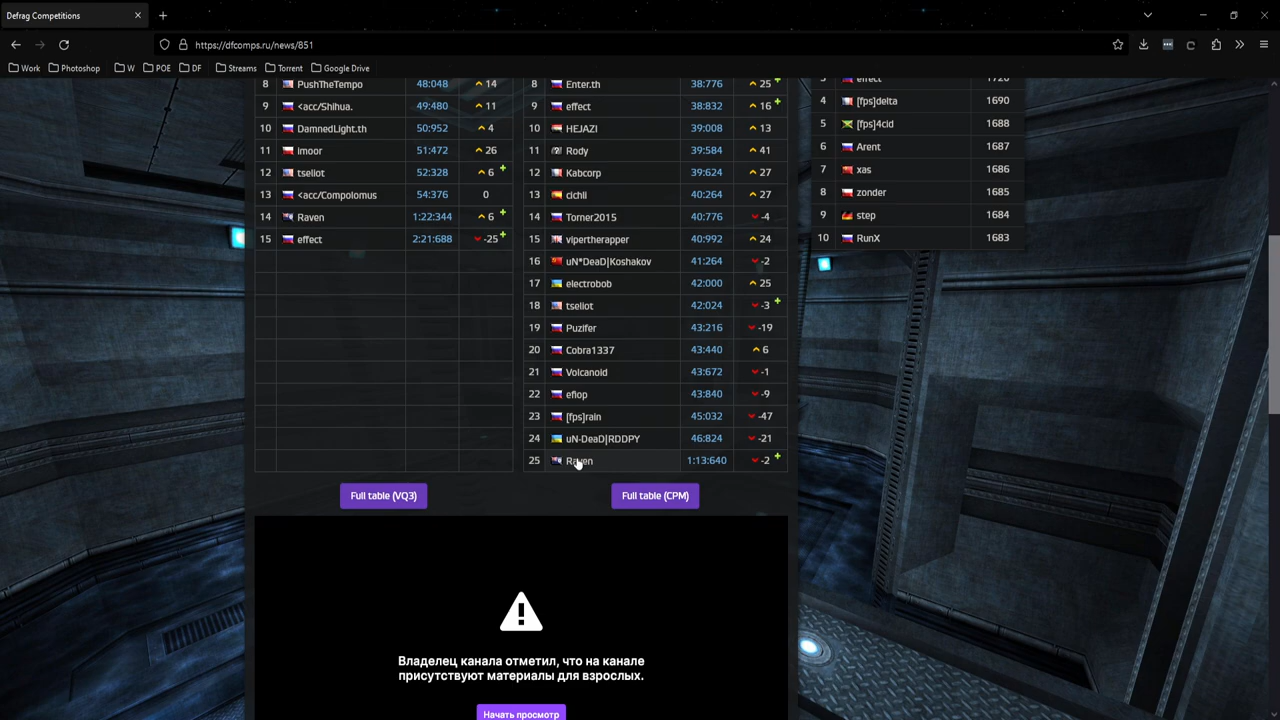 Defrag Competitions
https://dfcomps.ru/news/851
Work Photoshop W POE DF Streams Torrent Google Drive
8 PushTheTempo 48:048 14
9 <acc/Shihua. 49:480 11
10 DamnedLight.th 50:952 4
11 imoor 51:472 26
12 tseliot 52:328 6 +
13 <acc/Compolomus 54:376 0
14 Raven 1:22:344 6 +
15 effect 2:21:688 -25 +
Full table (VQ3)
8 Enter.th 38:776 25 +
9 effect 38:832 16 +
10 HEJAZI 39:008 13
11 Rody 39:584 41
12 Kabcorp 39:624 27
13 cichli 40:264 27
14 Torner2015 40:776 -4
15 vipertherapper 40:992 24
16 uN*DeaD|Koshakov 41:264 -2
17 electrobob 42:000 25
18 tseliot 42:024 -3 +
19 Puzifer 43:216 -19
20 Cobra1337 43:440 6
21 Volcanoid 43:672 -1
22 efiop 43:840 -9
23 [fps]rain 45:032 -47
24 uN-DeaD|RDDPY 46:824 -21
25 Raven 1:13:640 -2 +
Full table (CPM)
effect
4 [fps]delta 1690
5 [fps]4cid 1688
6 Arent 1687
7 xas 1686
8 zonder 1685
9 step 1684
10 RunX 1683
Владелец канала отметил, что на канале
присутствуют материалы для взрослых.
Начать просмотр